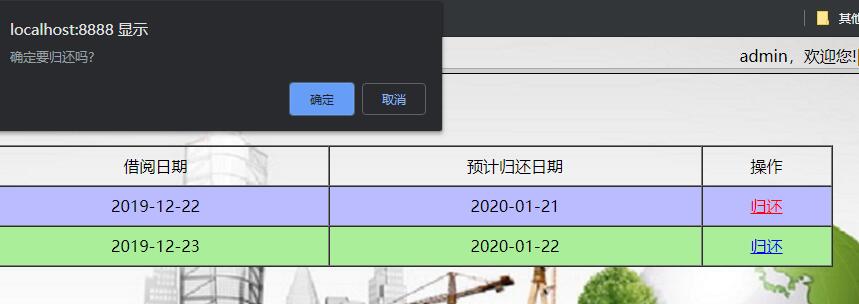 localhost:8888 显示
其他
确定要归还吗?
admin，欢迎您!
确定 取消
借阅日期 预计归还日期 操作
2019-12-22 2020-01-21 归还
2019-12-23 2020-01-22 归还